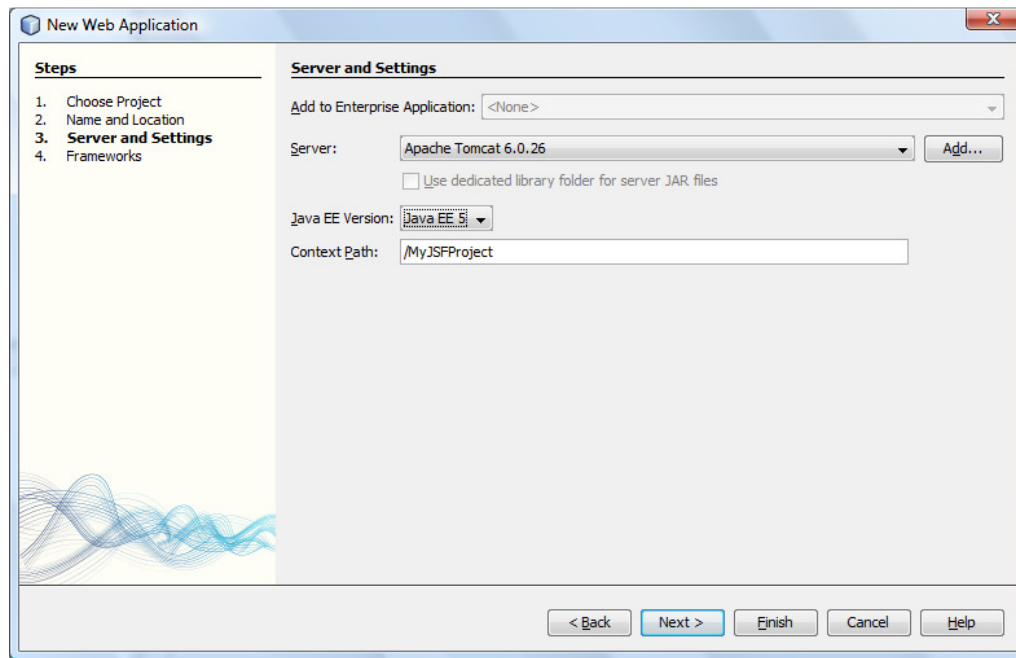 New Web Application
Steps
1. Choose Project
2. Name and Location
3. Server and Settings
4. Frameworks
Server and Settings
Add to Enterprise Application: <None>
Server: Apache Tomcat 6.0.26 Add...
Use dedicated library folder for server JAR files
Java EE Version: Java EE 5
Context Path: /MyJSFProject
< Back Next > Finish Cancel Help